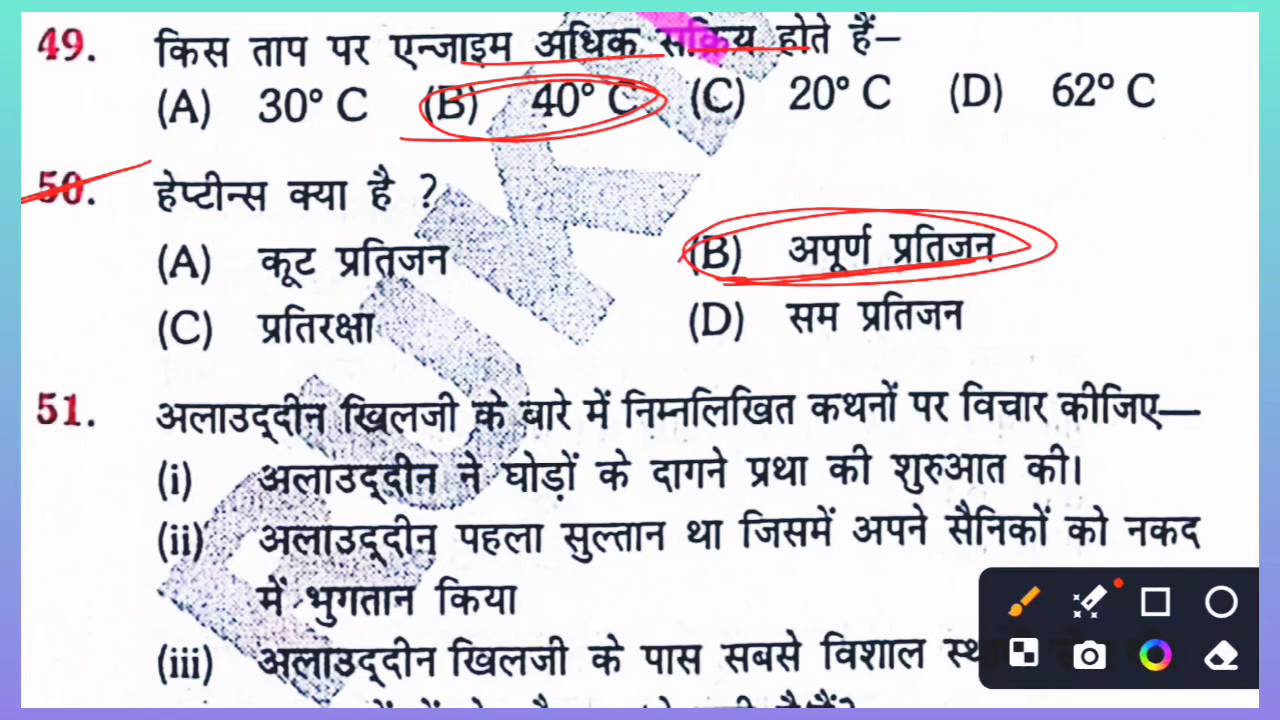 49. किस ताप पर एन्जाइम अधिक सक्रिय होते हैं–
(A) 30° C (B) 40° C (C) 20° C (D) 62° C
50. हेप्टीन्स क्या है ?
(A) कूट प्रतिजन (B) अपूर्ण प्रतिजन
(C) प्रतिरक्षा (D) सम प्रतिजन
51. अलाउद्दीन खिलजी के बारे में निम्नलिखित कथनों पर विचार कीजिए—
(i) अलाउद्दीन ने घोड़ों के दागने प्रथा की शुरुआत की।
(ii) अलाउद्दीन पहला सुल्तान था जिसमें अपने सैनिकों को नकद
में भुगतान किया
(iii) अलाउद्दीन खिलजी के पास सबसे विशाल